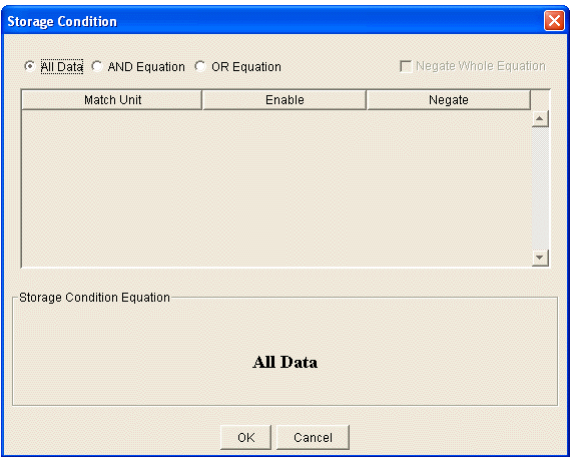 Storage Condition
All Data AND Equation OR Equation Negate Whole Equation
Match Unit Enable Negate
Storage Condition Equation
All Data
OK Cancel